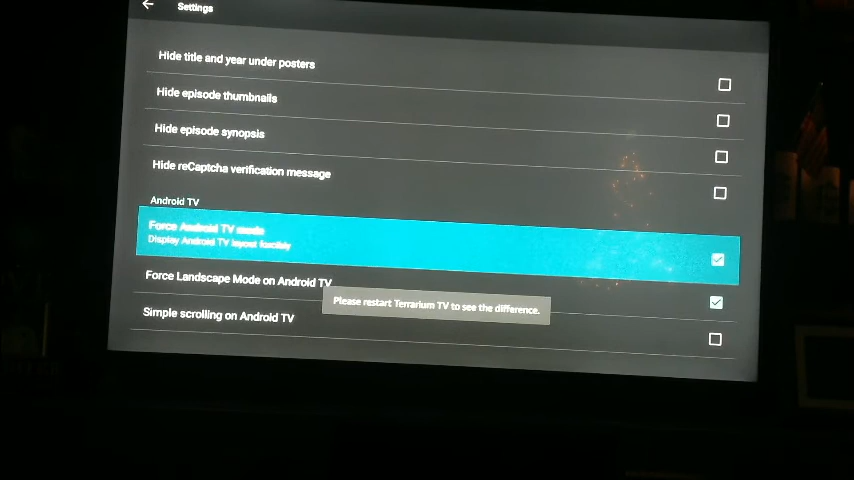 Settings
Hide title and year under posters
Hide episode thumbnails
Hide episode synopsis
Hide reCaptcha verification message
Android TV
Force Android TV mode
Display Android TV layout forcibly
Force Landscape Mode on Android TV
Please restart Terrarium TV to see the difference.
Simple scrolling on Android TV